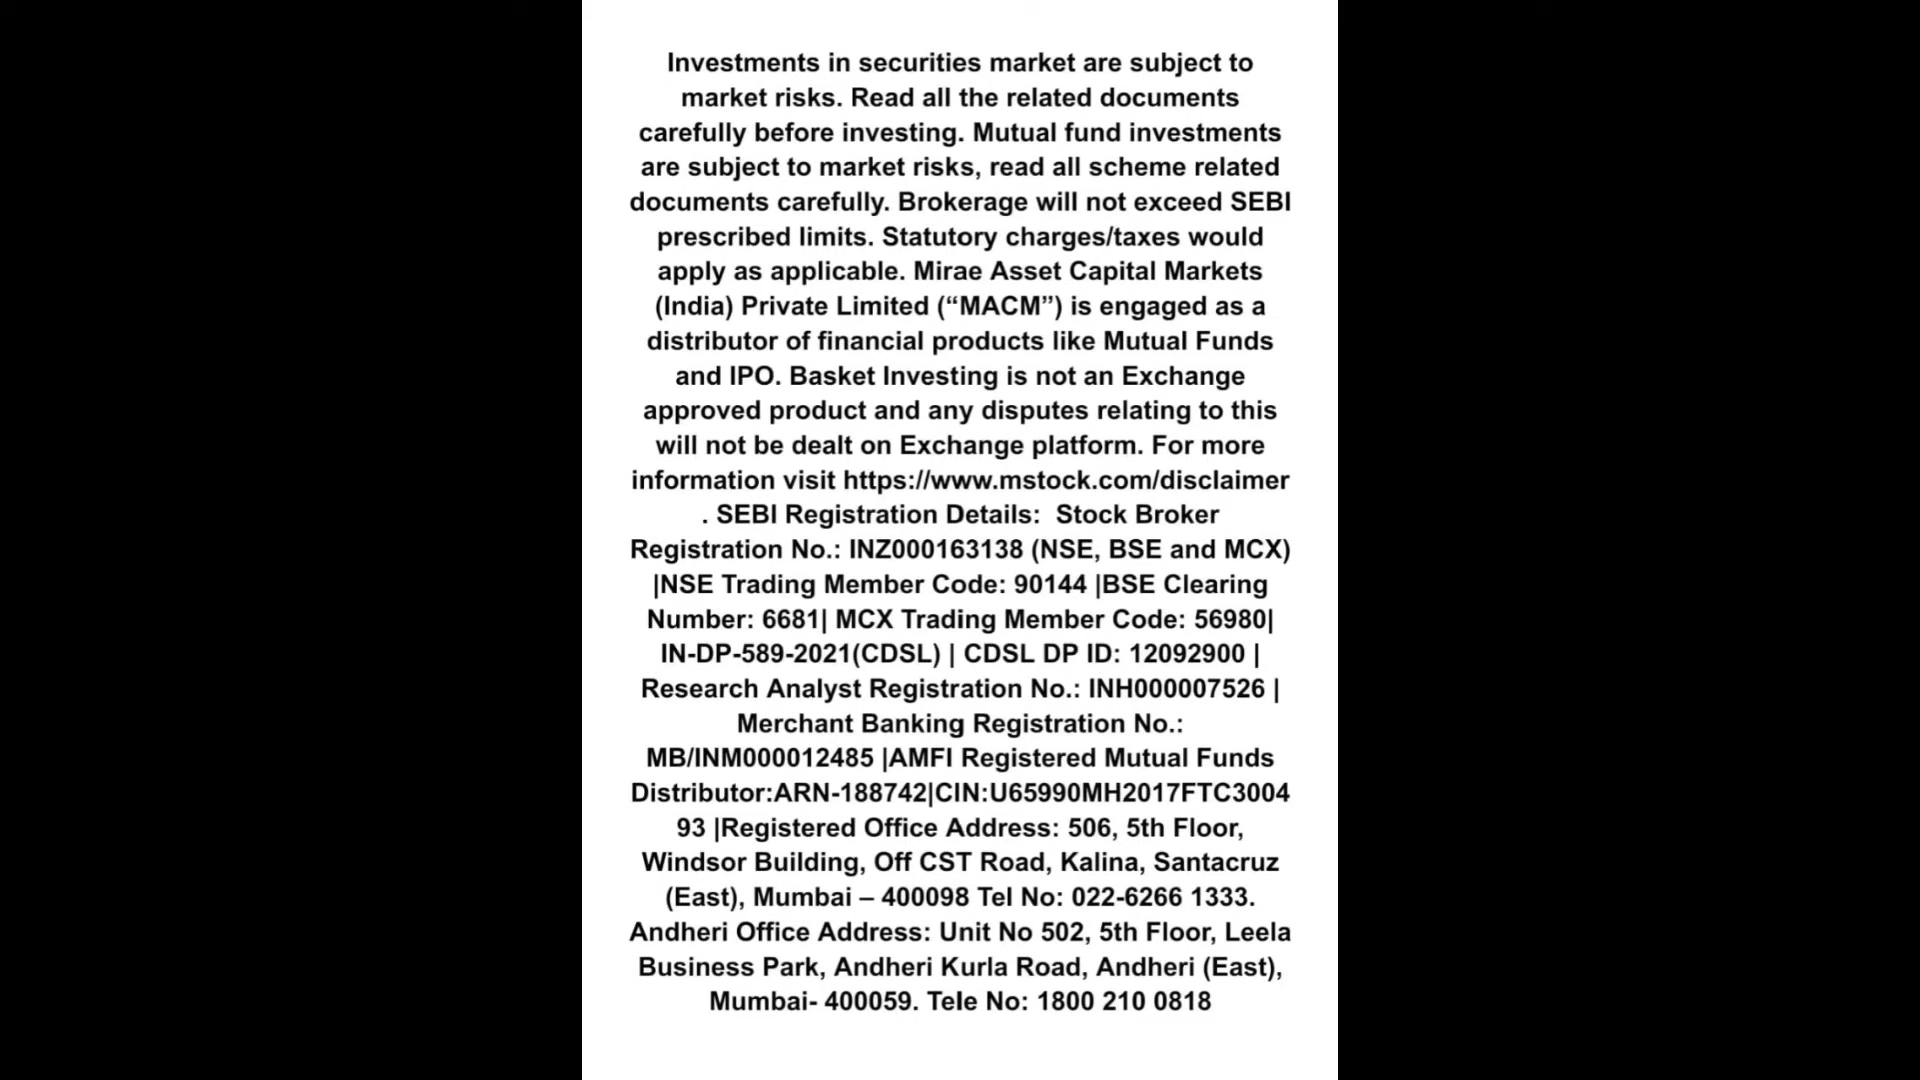 Investments in securities market are subject to
market risks. Read all the related documents
carefully before investing. Mutual fund investments
are subject to market risks, read all scheme related
documents carefully. Brokerage will not exceed SEBI
prescribed limits. Statutory charges/taxes would
apply as applicable. Mirae Asset Capital Markets
(India) Private Limited (“MACM”) is engaged as a
distributor of financial products like Mutual Funds
and IPO. Basket Investing is not an Exchange
approved product and any disputes relating to this
will not be dealt on Exchange platform. For more
information visit https://www.mstock.com/disclaimer
. SEBI Registration Details:  Stock Broker
Registration No.: INZ000163138 (NSE, BSE and MCX)
|NSE Trading Member Code: 90144 |BSE Clearing
Number: 6681| MCX Trading Member Code: 56980|
IN-DP-589-2021(CDSL) | CDSL DP ID: 12092900 |
Research Analyst Registration No.: INH000007526 |
Merchant Banking Registration No.:
MB/INM000012485 |AMFI Registered Mutual Funds
Distributor:ARN-188742|CIN:U65990MH2017FTC3004
93 |Registered Office Address: 506, 5th Floor,
Windsor Building, Off CST Road, Kalina, Santacruz
(East), Mumbai – 400098 Tel No: 022-6266 1333.
Andheri Office Address: Unit No 502, 5th Floor, Leela
Business Park, Andheri Kurla Road, Andheri (East),
Mumbai- 400059. Tele No: 1800 210 0818